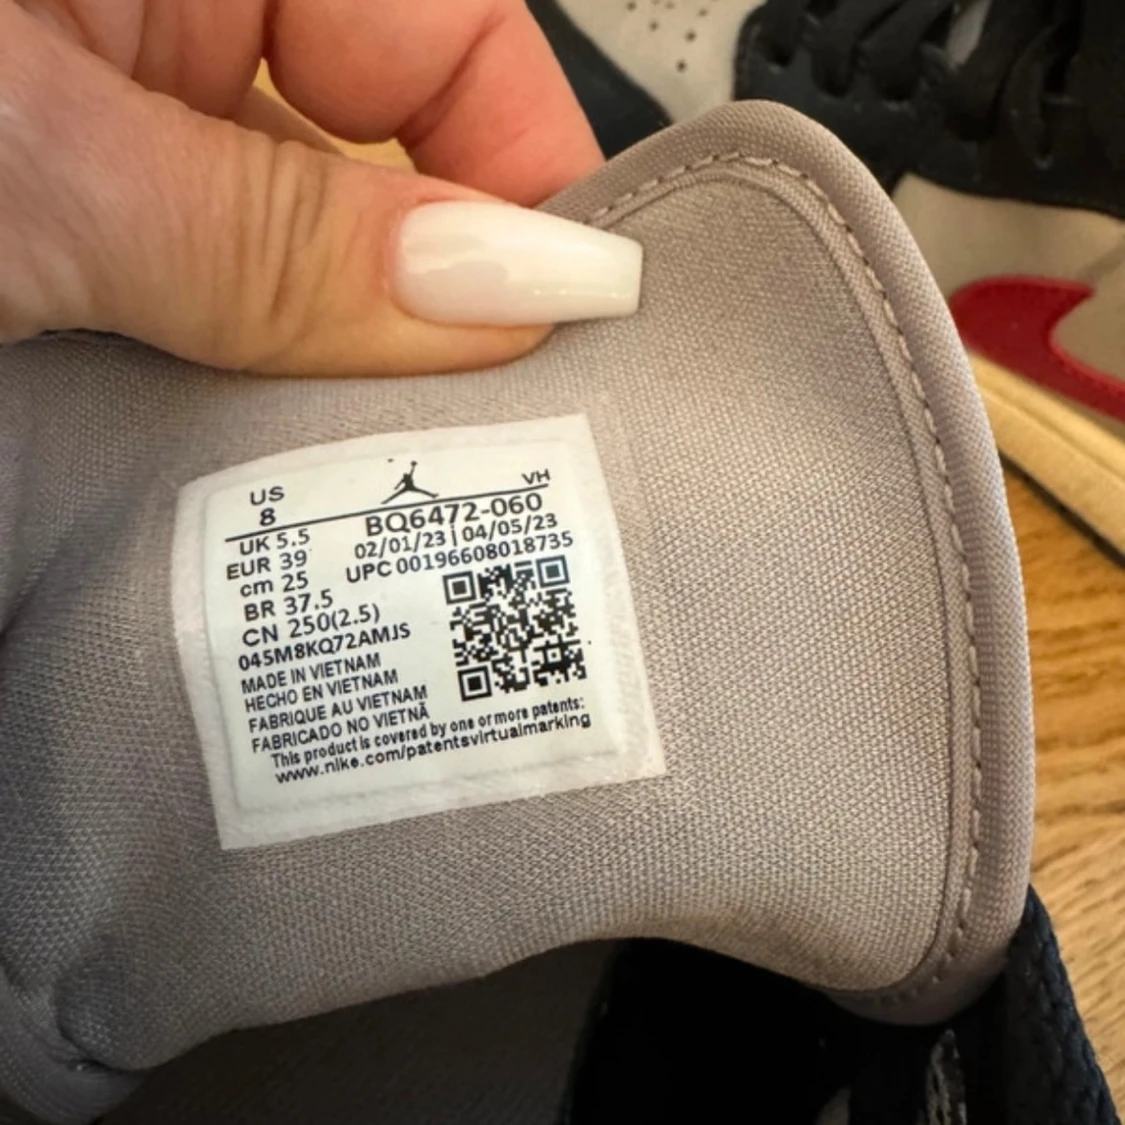 US
8
VH
BQ6472-060
UK 5.5
02/01/23 | 04/05/23
EUR 39
UPC 00196608018735
cm 25
BR 37.5
CN 250(2.5)
045M8KQ72AMJS
MADE IN VIETNAM
HECHO EN VIETNAM
FABRIQUE AU VIETNAM
FABRICADO NO VIETNÃ
This product is covered by one or more patents:
www.nike.com/patentsvirtualmarking